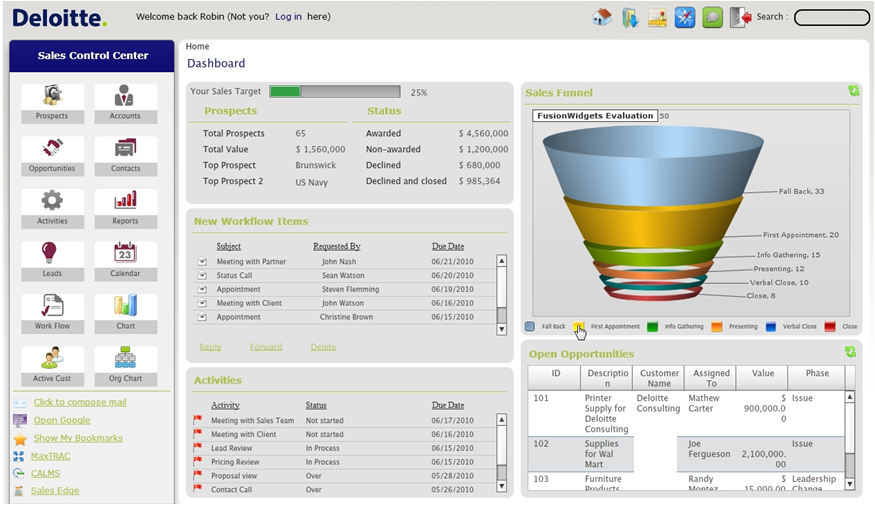 Deloitte.
Welcome back Robin (Not you? Log in here)
Search :
Sales Control Center
Prospects
Accounts
Opportunities
Contacts
Activities
Reports
Leads
23
Calendar
Work Flow
Chart
Active Cust
Org Chart
Click to compose mail
Open Google
Show My Bookmarks
MaxTRAC
CALMS
Sales Edge
Home
Dashboard
Your Sales Target 25%
Prospects
Total Prospects 65
Total Value $ 1,560,000
Top Prospect Brunswick
Top Prospect 2 US Navy
Status
Awarded $ 4,560,000
Non-awarded $ 1,200,000
Declined $ 680,000
Declined and closed $ 985,364
New Workflow Items
Subject Requested By Due Date
Meeting with Partner John Nash 06/21/2010
Status Call Sean Watson 06/20/2010
Appointment Steven Flemming 06/19/2010
Meeting with Client John Watson 06/16/2010
Appointment Christine Brown 06/15/2010
Reply Forward Delete
Activities
Activity Status Due Date
Meeting with Sales Team Not started 06/17/2010
Meeting with Client Not started 06/16/2010
Lead Review In Process 06/15/2010
Pricing Review In Process 06/15/2010
Proposal view Over 05/28/2010
Contact Call Over 05/26/2010
Sales Funnel
FusionWidgets Evaluation 50
Fall Back, 33
First Appointment, 20
Info Gathering, 15
Presenting, 12
Verbal Close, 10
Close, 8
Fall Back First Appointment Info Gathering Presenting Verbal Close Close
Open Opportunities
ID Descriptio Customer Assigned Value Phase
n Name To
101 Printer Deloitte Mathew $ Issue
Supply for Consulting Carter 900,000.0
Deloitte 0
Consulting
102 Supplies Joe Issue
for Wal Fergueson 2,100,000.
Mart 00
103 Furniture Randy $ Leadership
Products Montez 15,000.00 Change